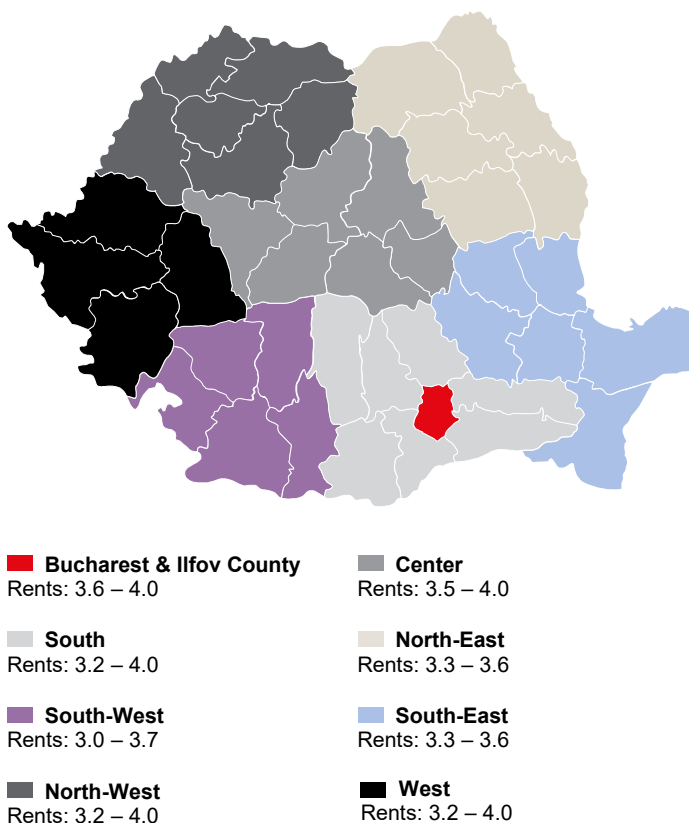 Bucharest & Ilfov County
Rents: 3.6 – 4.0
Center
Rents: 3.5 – 4.0
South
Rents: 3.2 – 4.0
North-East
Rents: 3.3 – 3.6
South-West
Rents: 3.0 – 3.7
South-East
Rents: 3.3 – 3.6
North-West
Rents: 3.2 – 4.0
West
Rents: 3.2 – 4.0